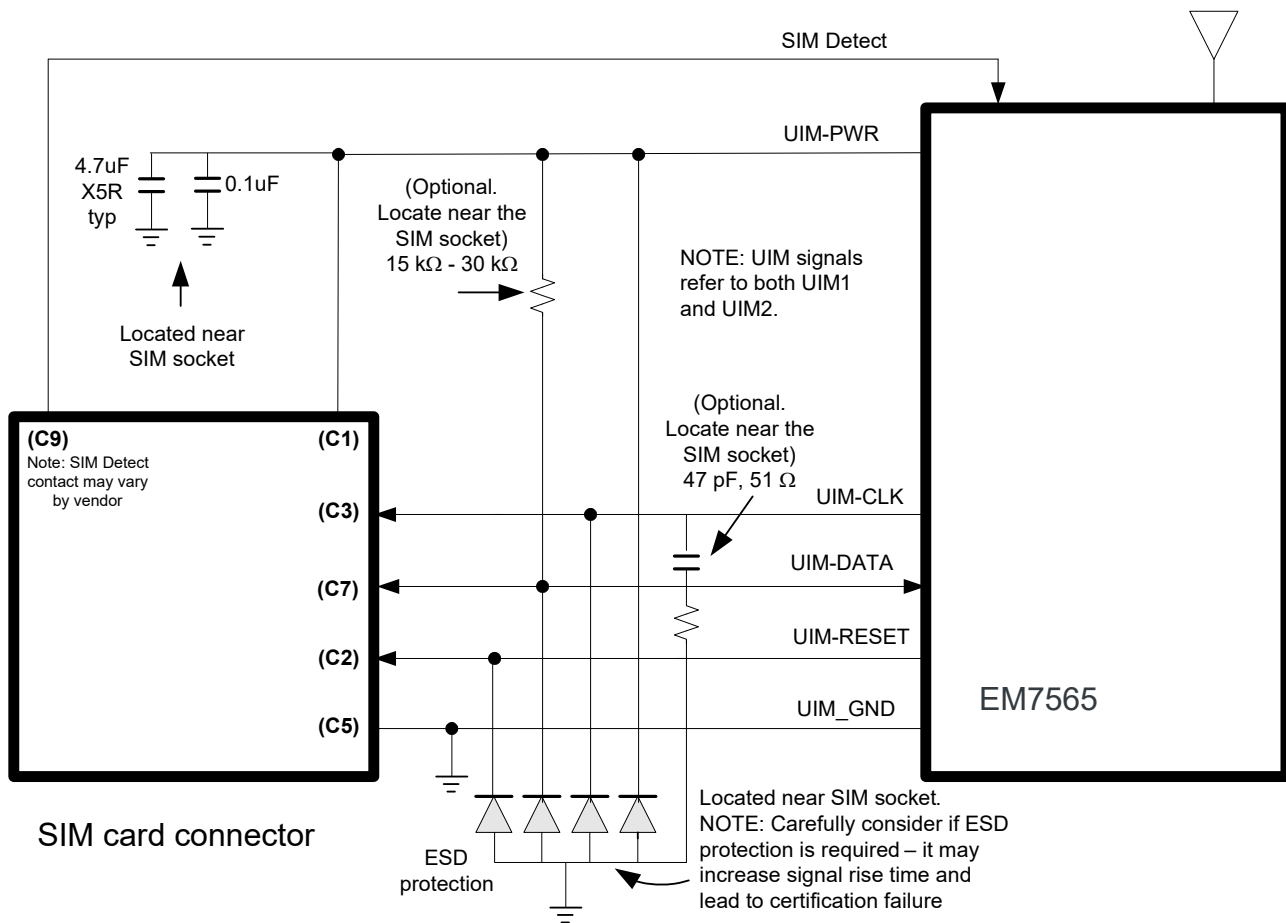 SIM Detect
UIM-PWR
4.7uF
X5R
typ
0.1uF
(Optional.
Locate near the
SIM socket)
15 kΩ - 30 kΩ
NOTE: UIM signals
refer to both UIM1
and UIM2.
Located near
SIM socket
(C9)
Note: SIM Detect
contact may vary
by vendor
(C1)
(Optional.
Locate near the
SIM socket)
47 pF, 51 Ω
(C3)
UIM-CLK
(C7)
UIM-DATA
(C2)
UIM-RESET
(C5)
UIM_GND
EM7565
SIM card connector
ESD
protection
Located near SIM socket.
NOTE: Carefully consider if ESD
protection is required – it may
increase signal rise time and
lead to certification failure